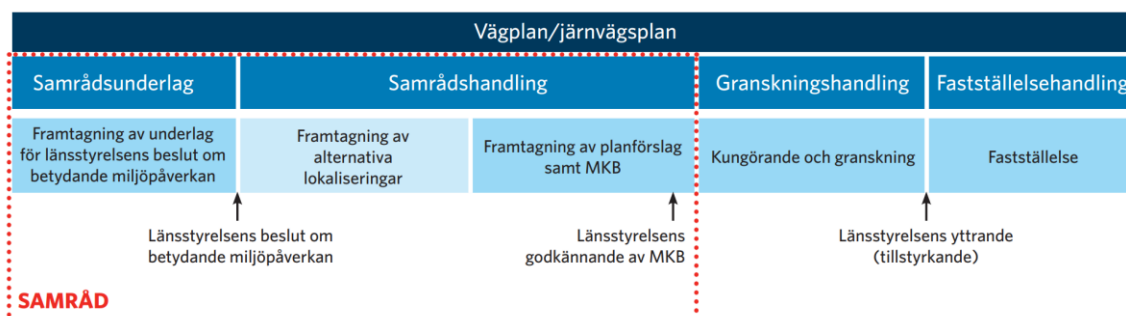 Vägplan/järnvägsplan
Samrådsunderlag
Samrådshandling
Granskningshandling
Fastställelsehandling
Framtagning av underlag
för länsstyrelsens beslut om
betydande miljöpåverkan
Framtagning av
alternativa
lokaliseringar
Framtagning av planförslag
samt MKB
Kungörande och granskning
Fastställelse
Länsstyrelsens beslut om
betydande miljöpåverkan
Länsstyrelsens
godkännande av MKB
Länsstyrelsens yttrande
(tillstyrkande)
SAMRÅD